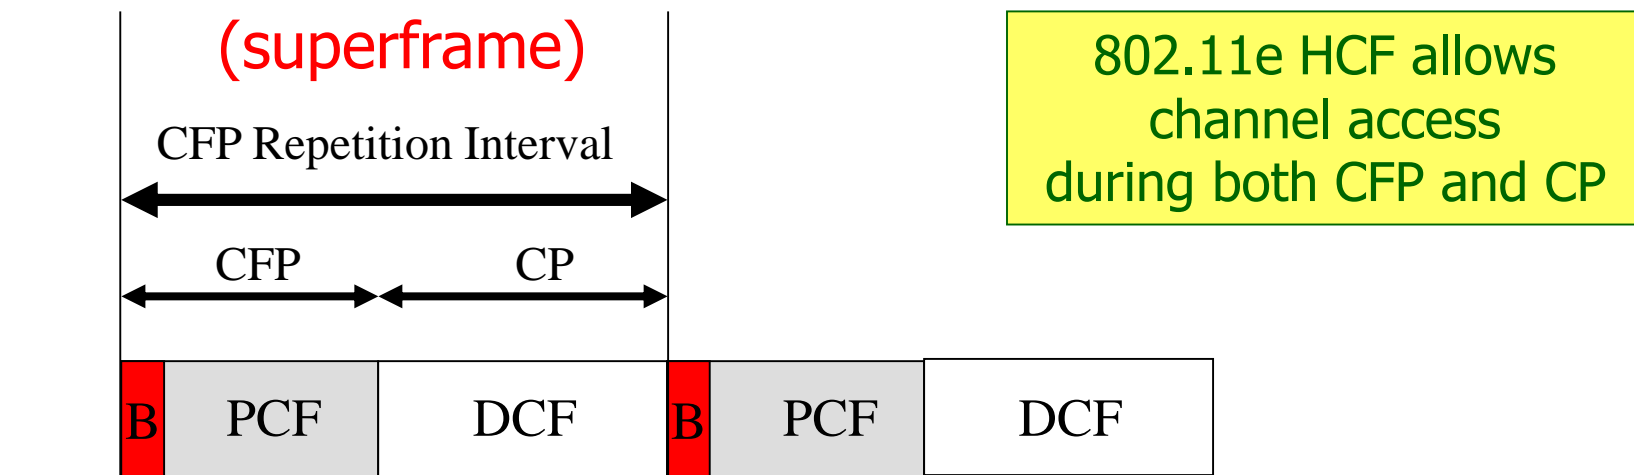 (superframe)
802.11e HCF allows
channel access
during both CFP and CP
CFP Repetition Interval
CFP CP
B PCF DCF B PCF DCF